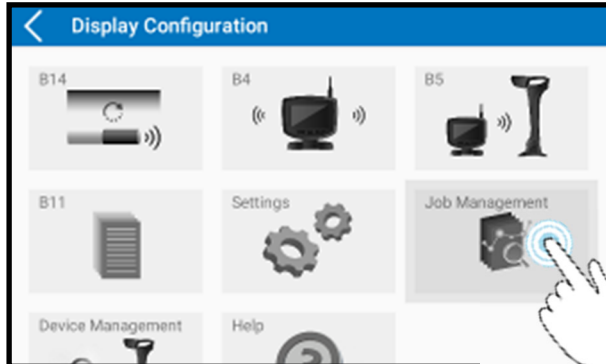 Display Configuration
B14
B4
B5
B11
Settings
Job Management
Device Management
Help